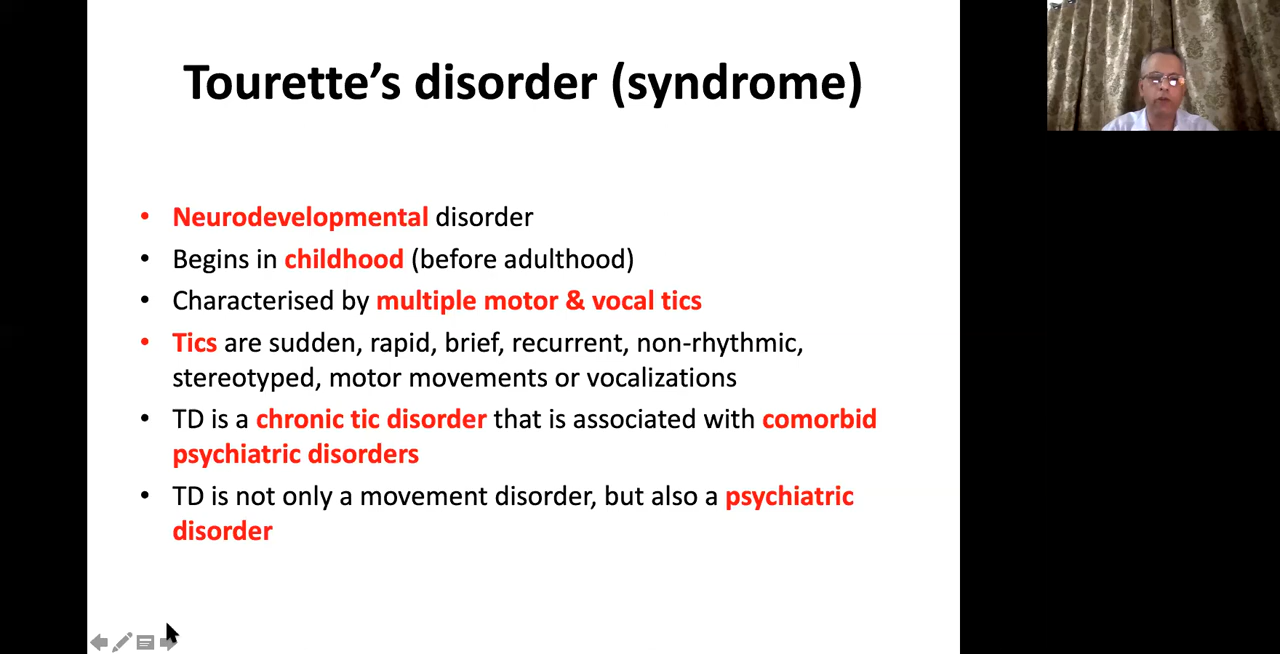 Tourette’s disorder (syndrome)
• Neurodevelopmental disorder
• Begins in childhood (before adulthood)
• Characterised by multiple motor & vocal tics
• Tics are sudden, rapid, brief, recurrent, non-rhythmic,
stereotyped, motor movements or vocalizations
• TD is a chronic tic disorder that is associated with comorbid
psychiatric disorders
• TD is not only a movement disorder, but also a psychiatric
disorder